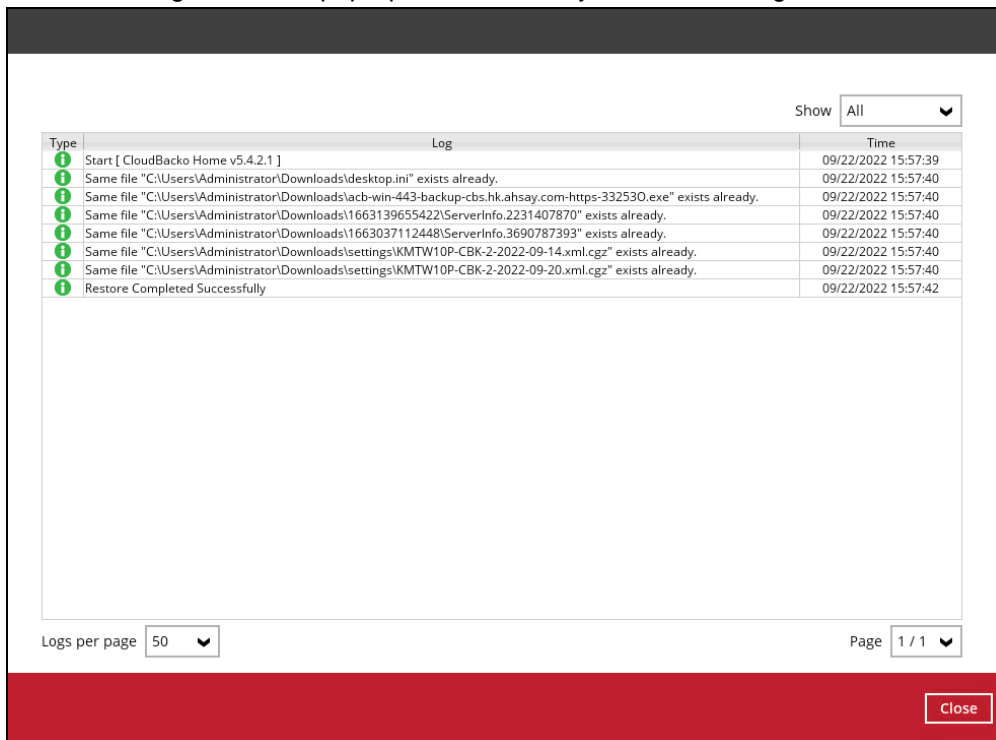 Show All
Type Log Time
Start [ CloudBacko Home v5.4.2.1 ] 09/22/2022 15:57:39
Same file "C:\Users\Administrator\Downloads\desktop.ini" exists already. 09/22/2022 15:57:40
Same file "C:\Users\Administrator\Downloads\acb-win-443-backup-cbs.hk.ahsay.com-https-33253O.exe" exists already. 09/22/2022 15:57:40
Same file "C:\Users\Administrator\Downloads\1663139655422\ServerInfo.2231407870" exists already. 09/22/2022 15:57:40
Same file "C:\Users\Administrator\Downloads\1663037112448\ServerInfo.3690787393" exists already. 09/22/2022 15:57:40
Same file "C:\Users\Administrator\Downloads\settings\KMTW10P-CBK-2-2022-09-14.xml.cgz" exists already. 09/22/2022 15:57:40
Same file "C:\Users\Administrator\Downloads\settings\KMTW10P-CBK-2-2022-09-20.xml.cgz" exists already. 09/22/2022 15:57:40
Restore Completed Successfully 09/22/2022 15:57:42
Logs per page 50 Page 1 / 1
Close